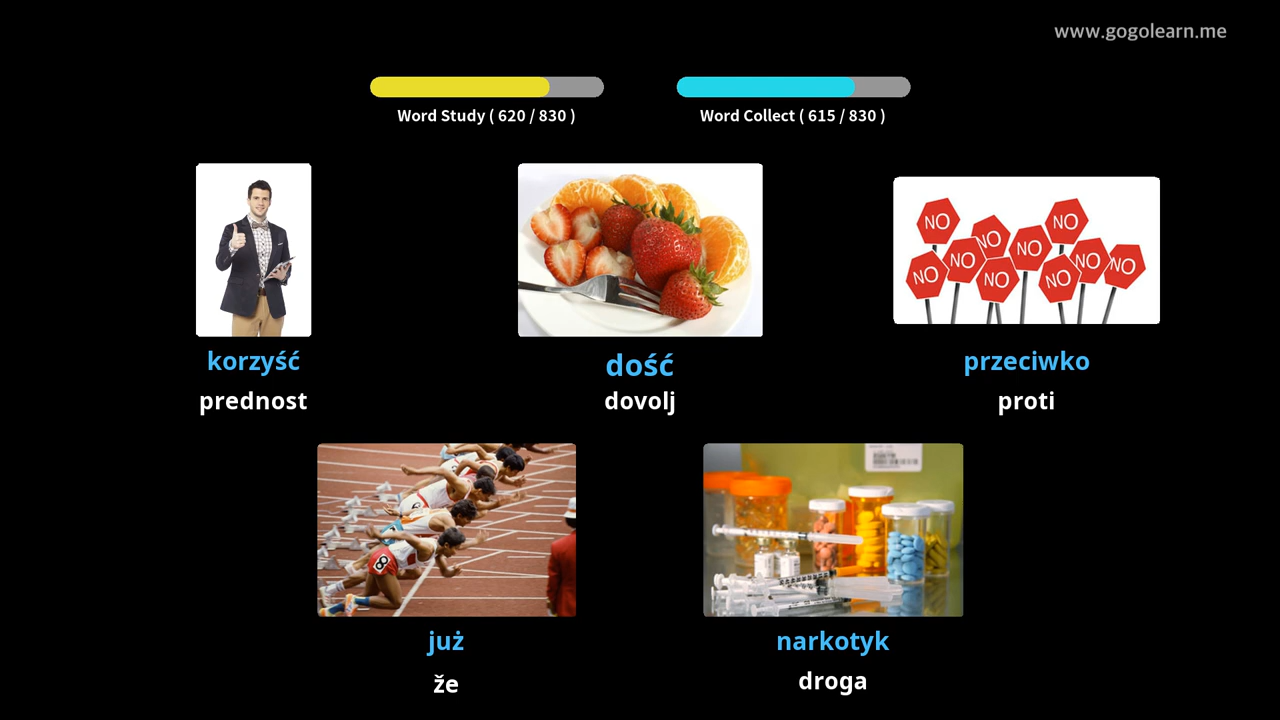 www.gogolearn.me
Word Study ( 620 / 830 )
Word Collect ( 615 / 830 )
NO
NO
NO
NO
NO
NO
NO
NO
NO
NO
korzyść
dość
przeciwko
prednost
dovolj
proti
8
już
narkotyk
že
droga